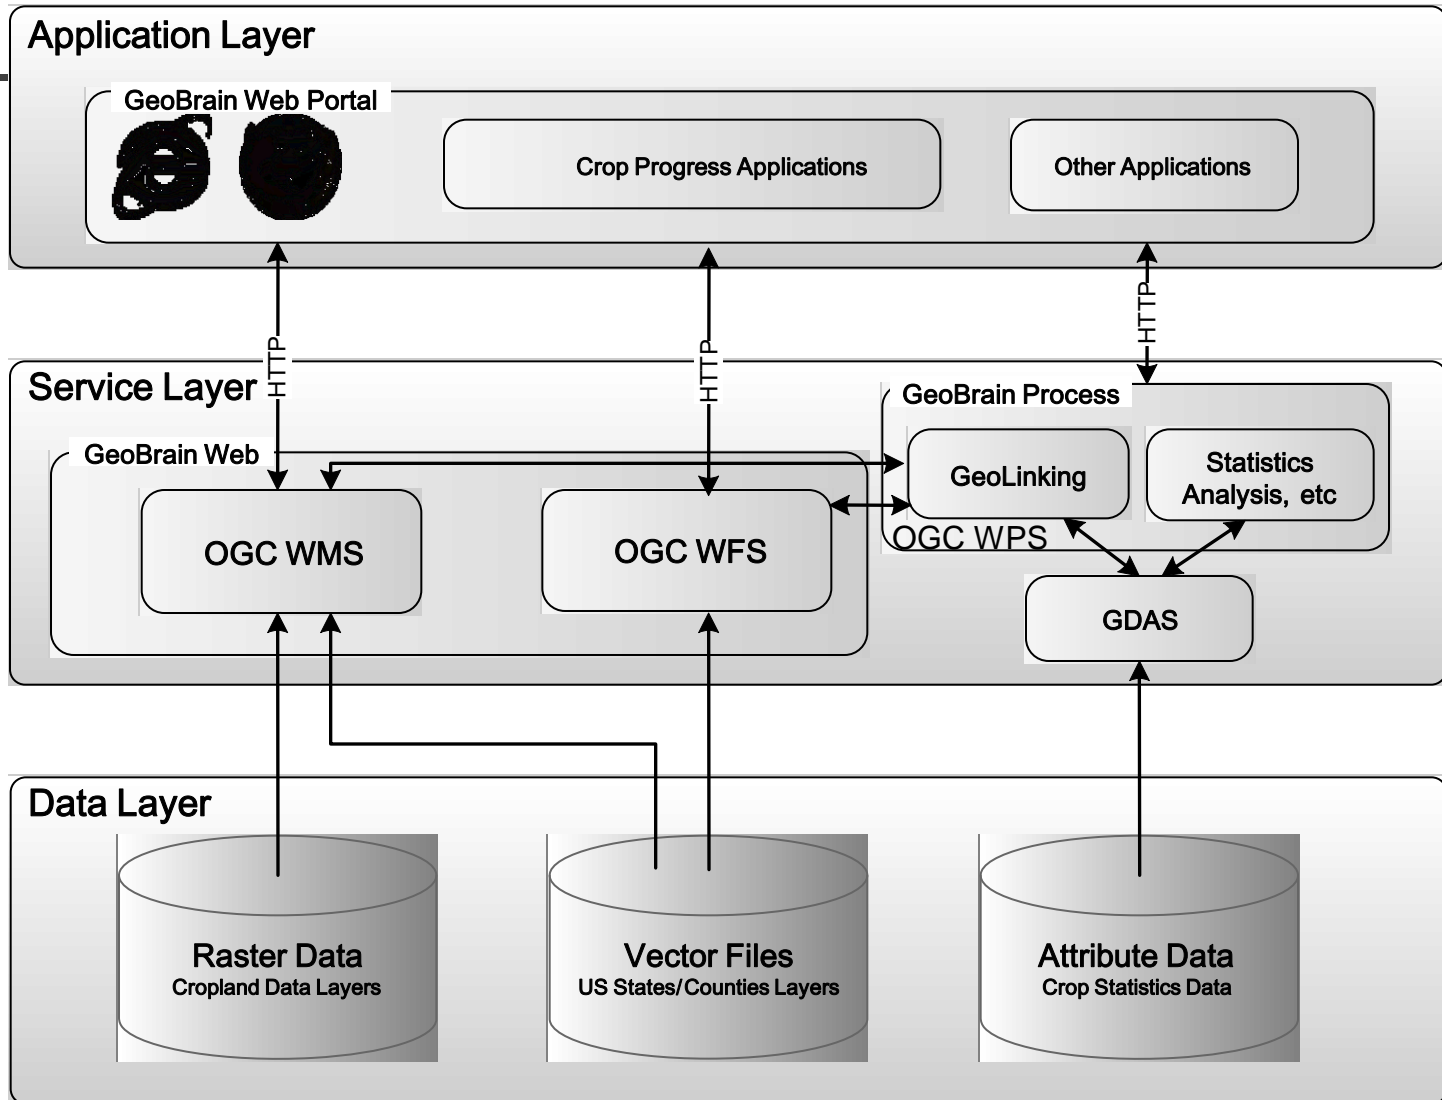 Application Layer
GeoBrain Web Portal
Crop Progress Applications
Other Applications
HTTP
HTTP
HTTP
Service Layer
GeoBrain Process
GeoBrain Web
GeoLinking
Statistics
Analysis, etc
OGC WMS
OGC WFS
OGC WPS
GDAS
Data Layer
Raster Data
Cropland Data Layers
Vector Files
US States/Counties Layers
Attribute Data
Crop Statistics Data